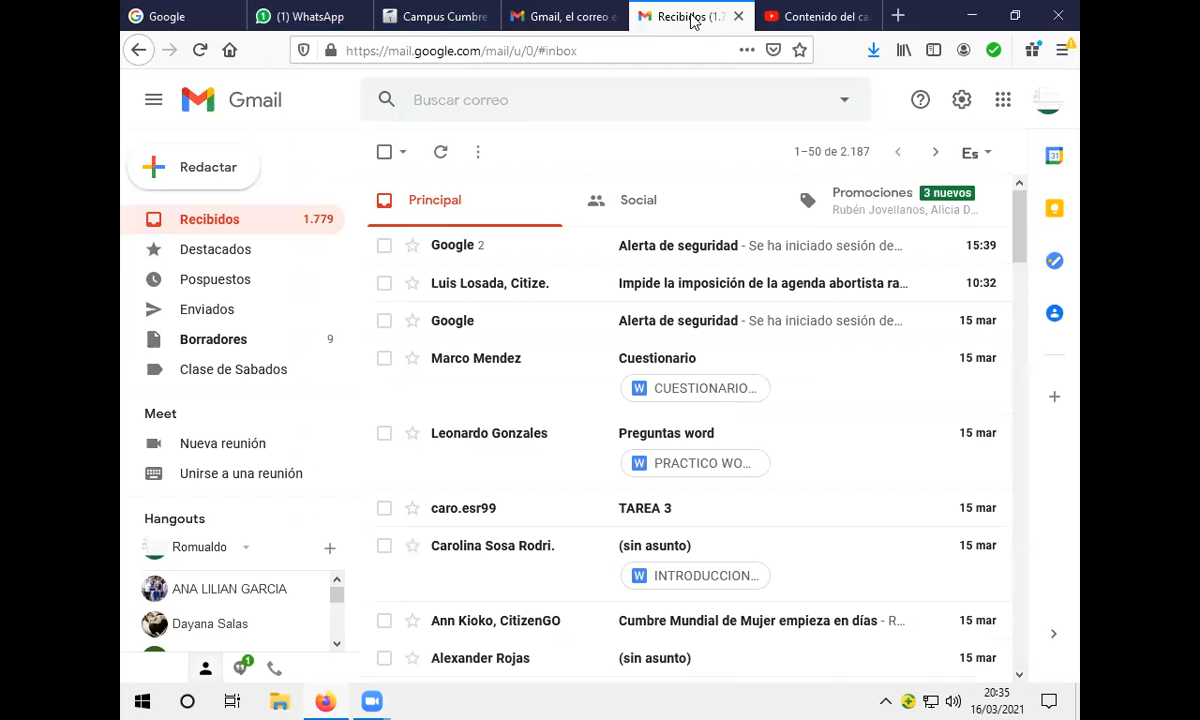 Google
(1) WhatsApp
Campus Cumbre
Gmail, el correo e
Recibidos (1.7
Contenido del ca
https://mail.google.com/mail/u/0/#inbox
Gmail
Buscar correo
Redactar
1–50 de 2.187
Es
Principal
Social
Promociones 3 nuevos
Rubén Jovellanos, Alicia D...
Recibidos 1.779
Destacados
Pospuestos
Enviados
Borradores 9
Clase de Sabados
Meet
Nueva reunión
Unirse a una reunión
Hangouts
Romualdo
ANA LILIAN GARCIA
Dayana Salas
1
Google 2 Alerta de seguridad - Se ha iniciado sesión de... 15:39
Luis Losada, Citize. Impide la imposición de la agenda abortista ra... 10:32
Google Alerta de seguridad - Se ha iniciado sesión de... 15 mar
Marco Mendez Cuestionario 15 mar
CUESTIONARIO...
Leonardo Gonzales Preguntas word 15 mar
PRACTICO WO...
caro.esr99 TAREA 3 15 mar
Carolina Sosa Rodri. (sin asunto) 15 mar
INTRODUCCION...
Ann Kioko, CitizenGO Cumbre Mundial de Mujer empieza en días - R... 15 mar
Alexander Rojas (sin asunto) 15 mar
31
20:35
16/03/2021